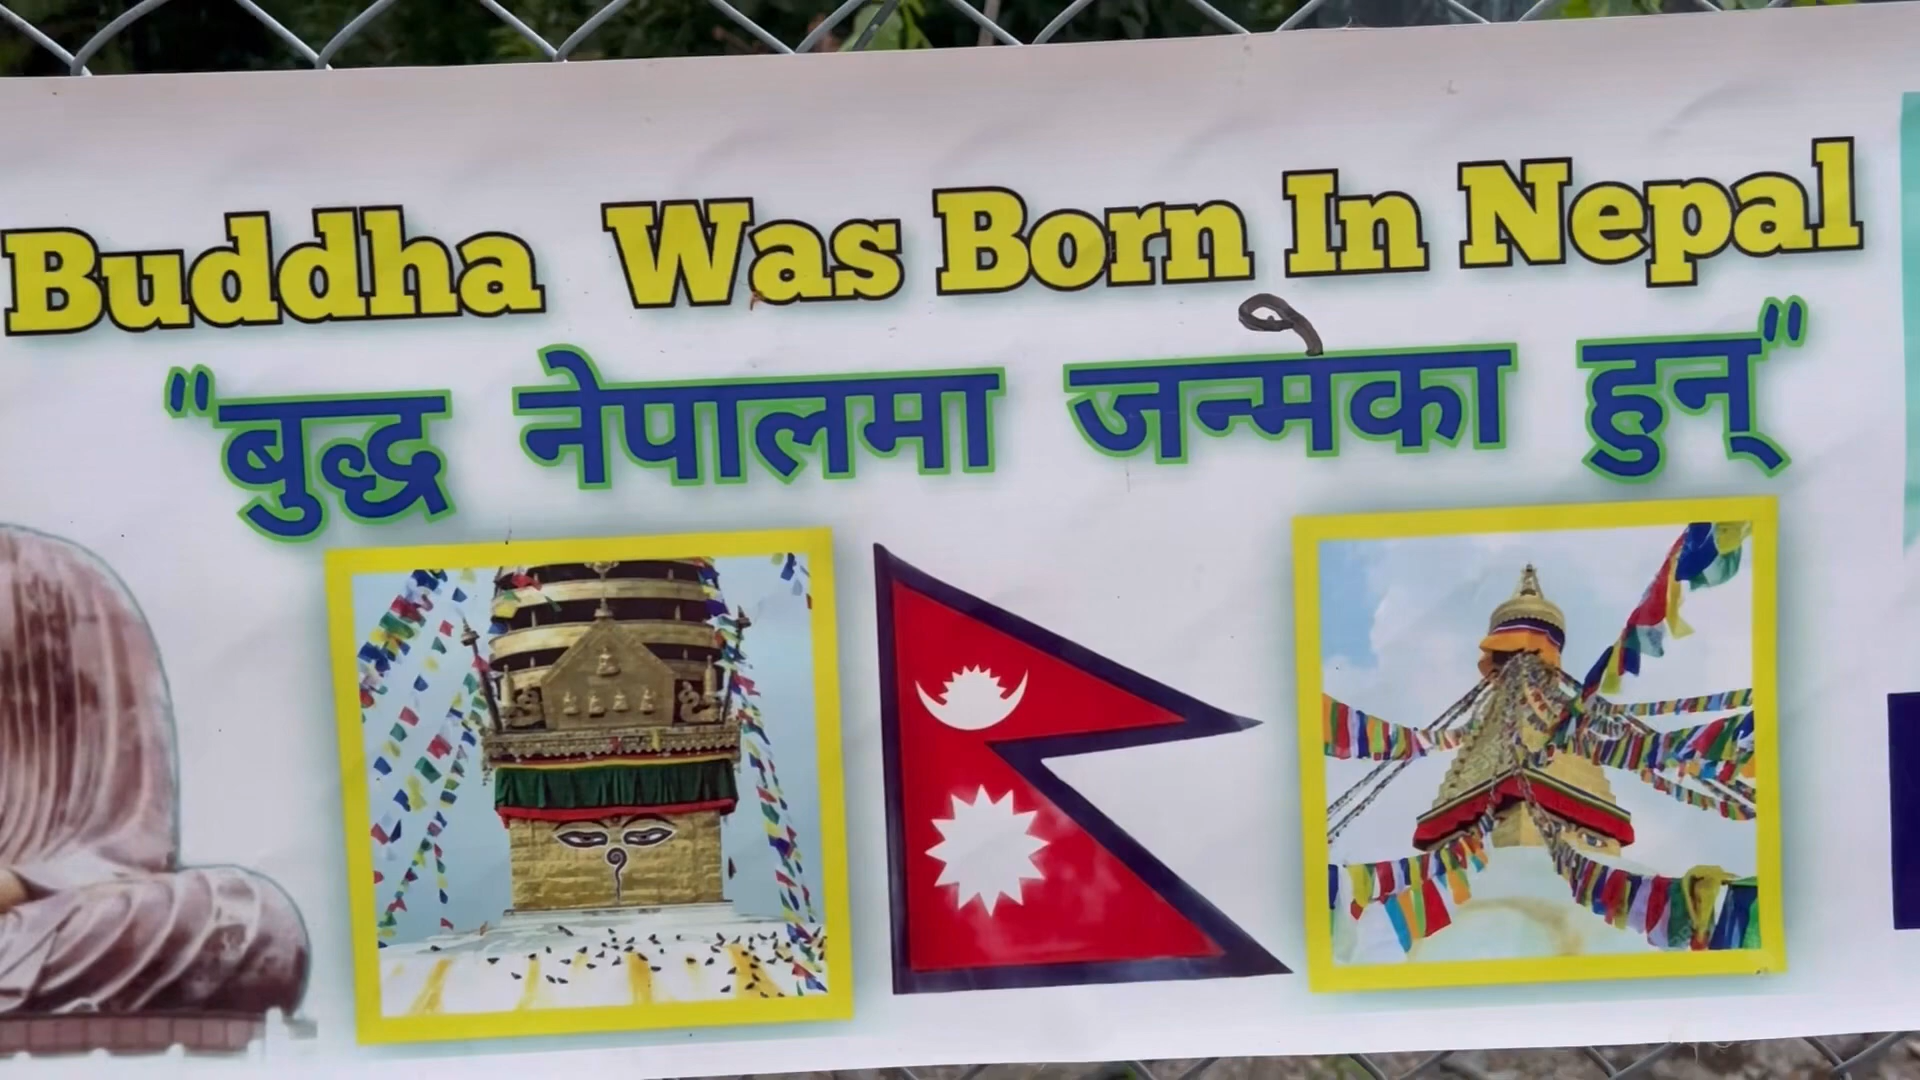 Buddha Was Born In Nepal
"बुद्ध नेपालमा जन्मेका हुन्"